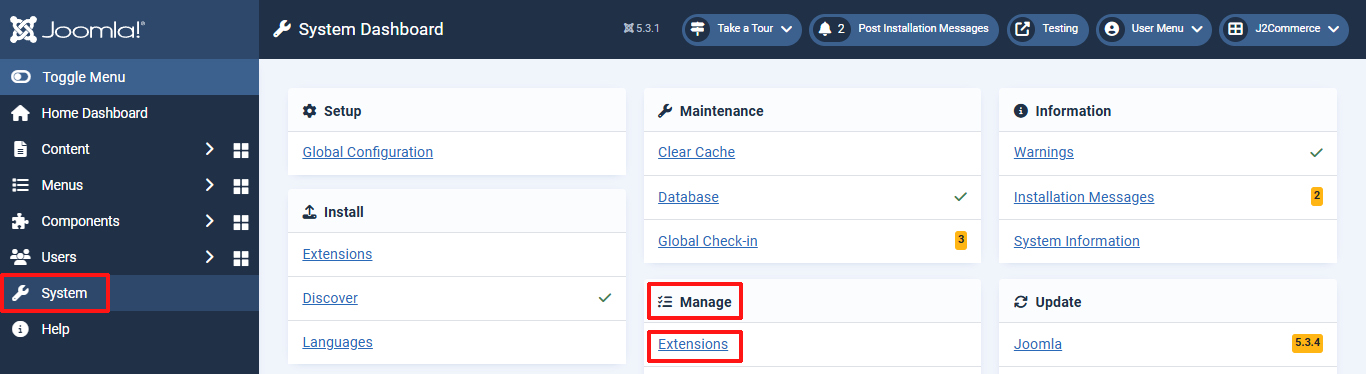 Joomla!
System Dashboard
5.3.1
Take a Tour
2 Post Installation Messages
Testing
User Menu
J2Commerce
Toggle Menu
Home Dashboard
Content
Menus
Components
Users
System
Help
Setup
Global Configuration
Install
Extensions
Discover
Languages
Maintenance
Clear Cache
Database
Global Check-in 3
Manage
Extensions
Information
Warnings
Installation Messages 2
System Information
Update
Joomla 5.3.4